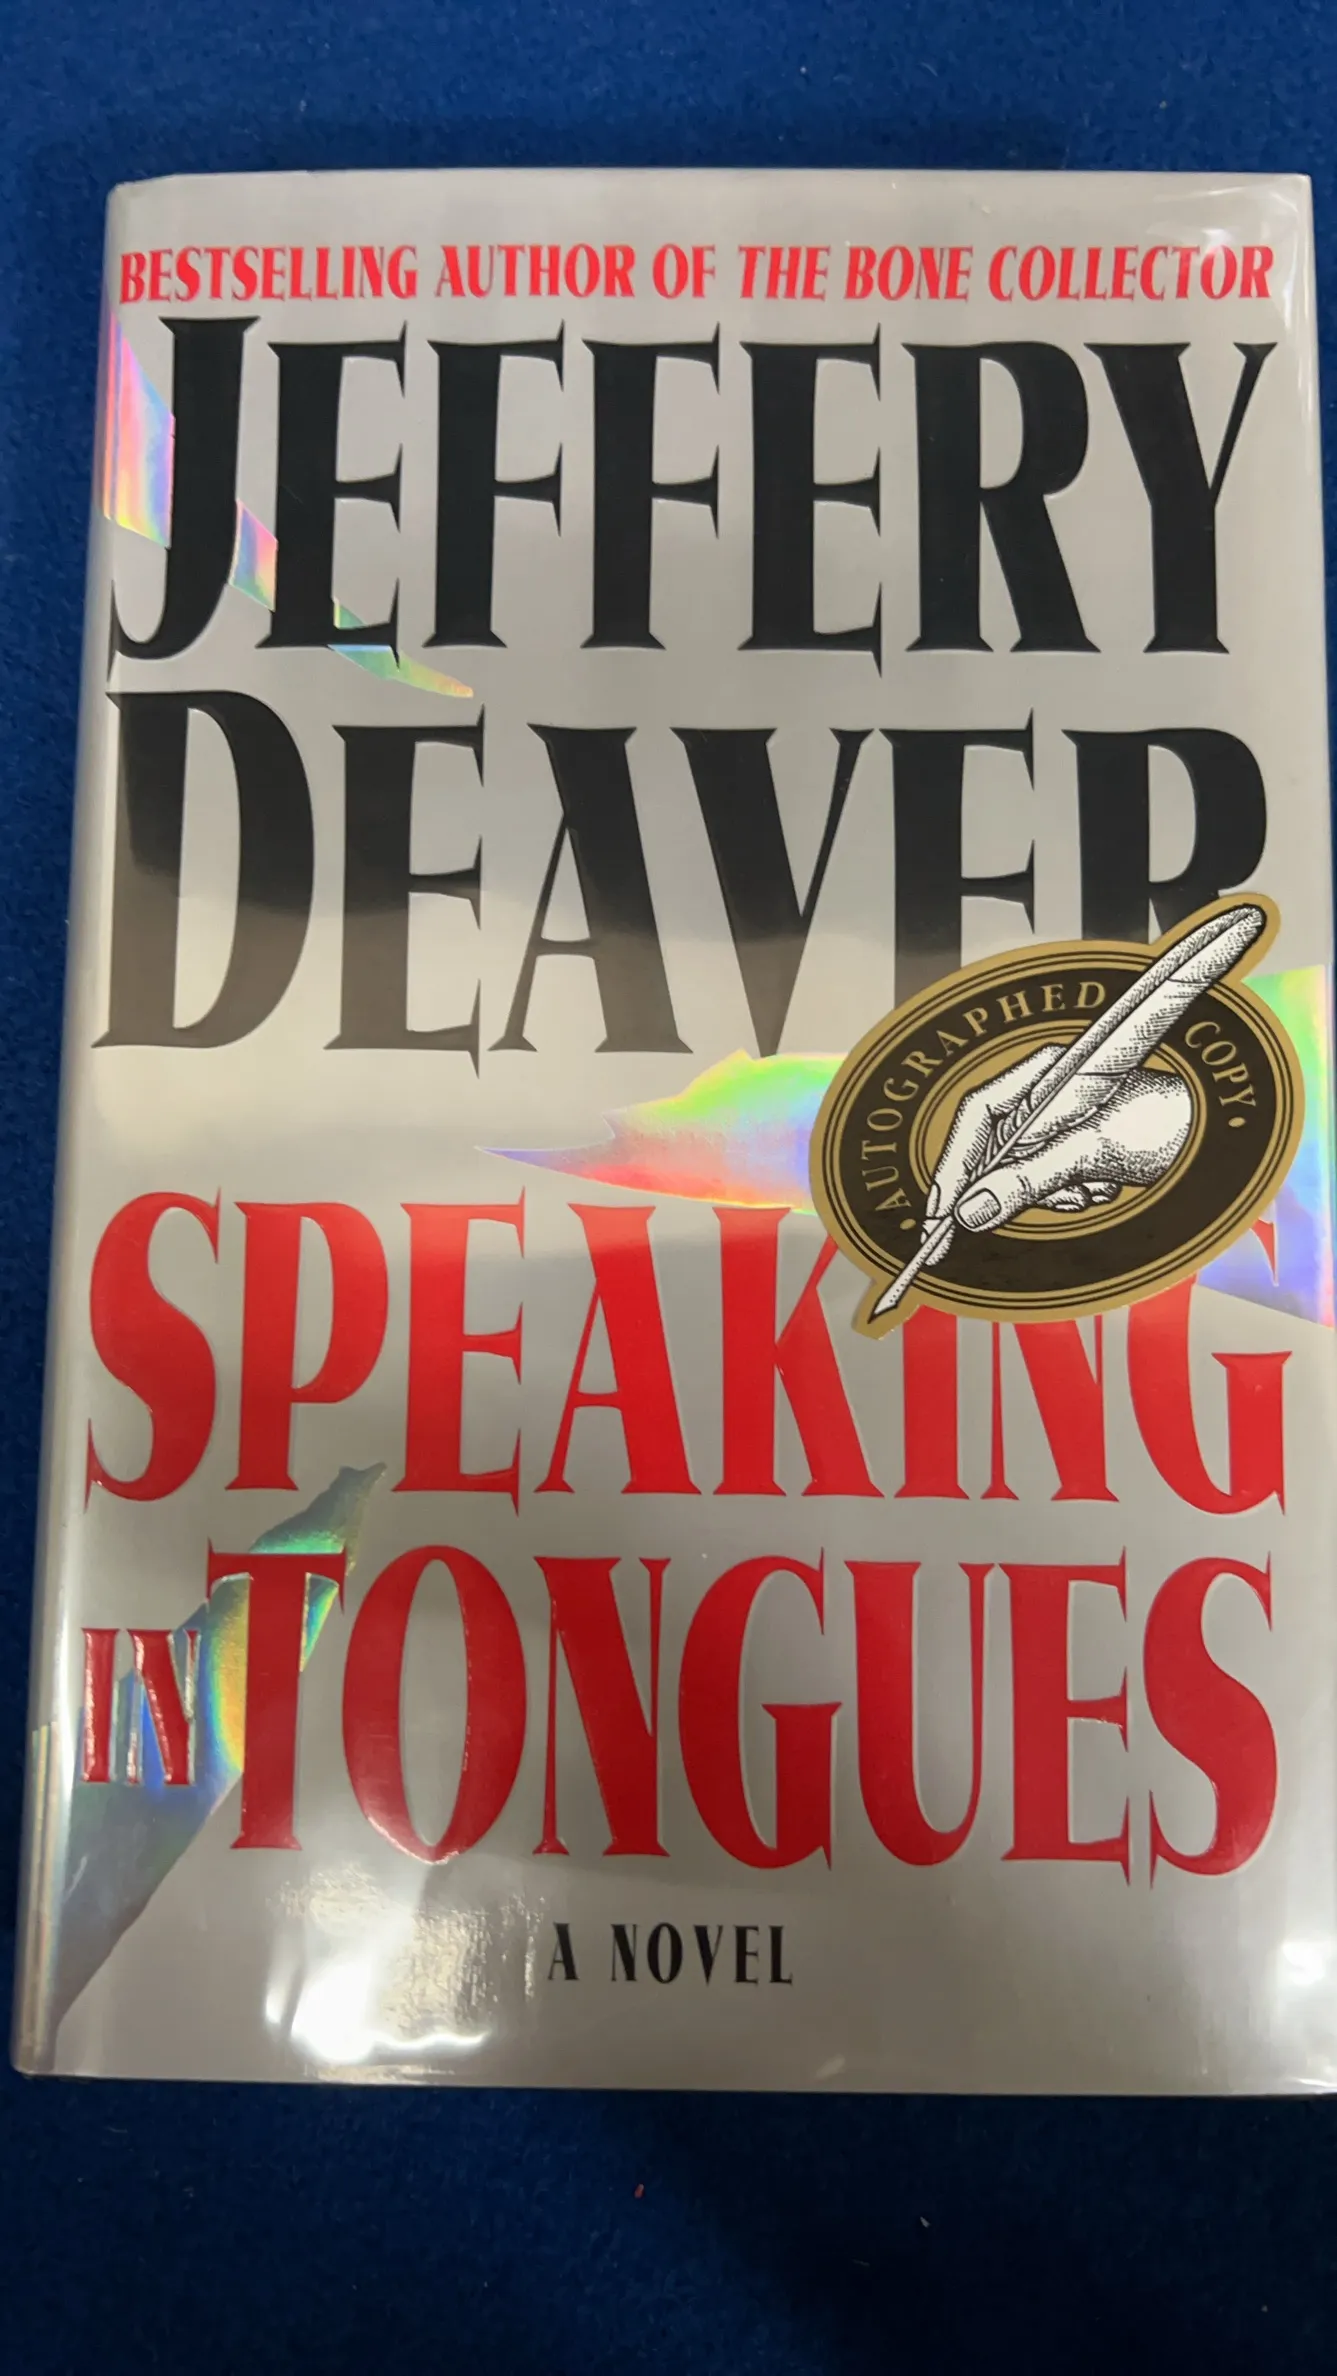 BESTSELLING AUTHOR OF THE BONE COLLECTOR
JEFFERY
DEAVER
• AUTOGRAPHED COPY •
SPEAKING
IN TONGUES
A NOVEL